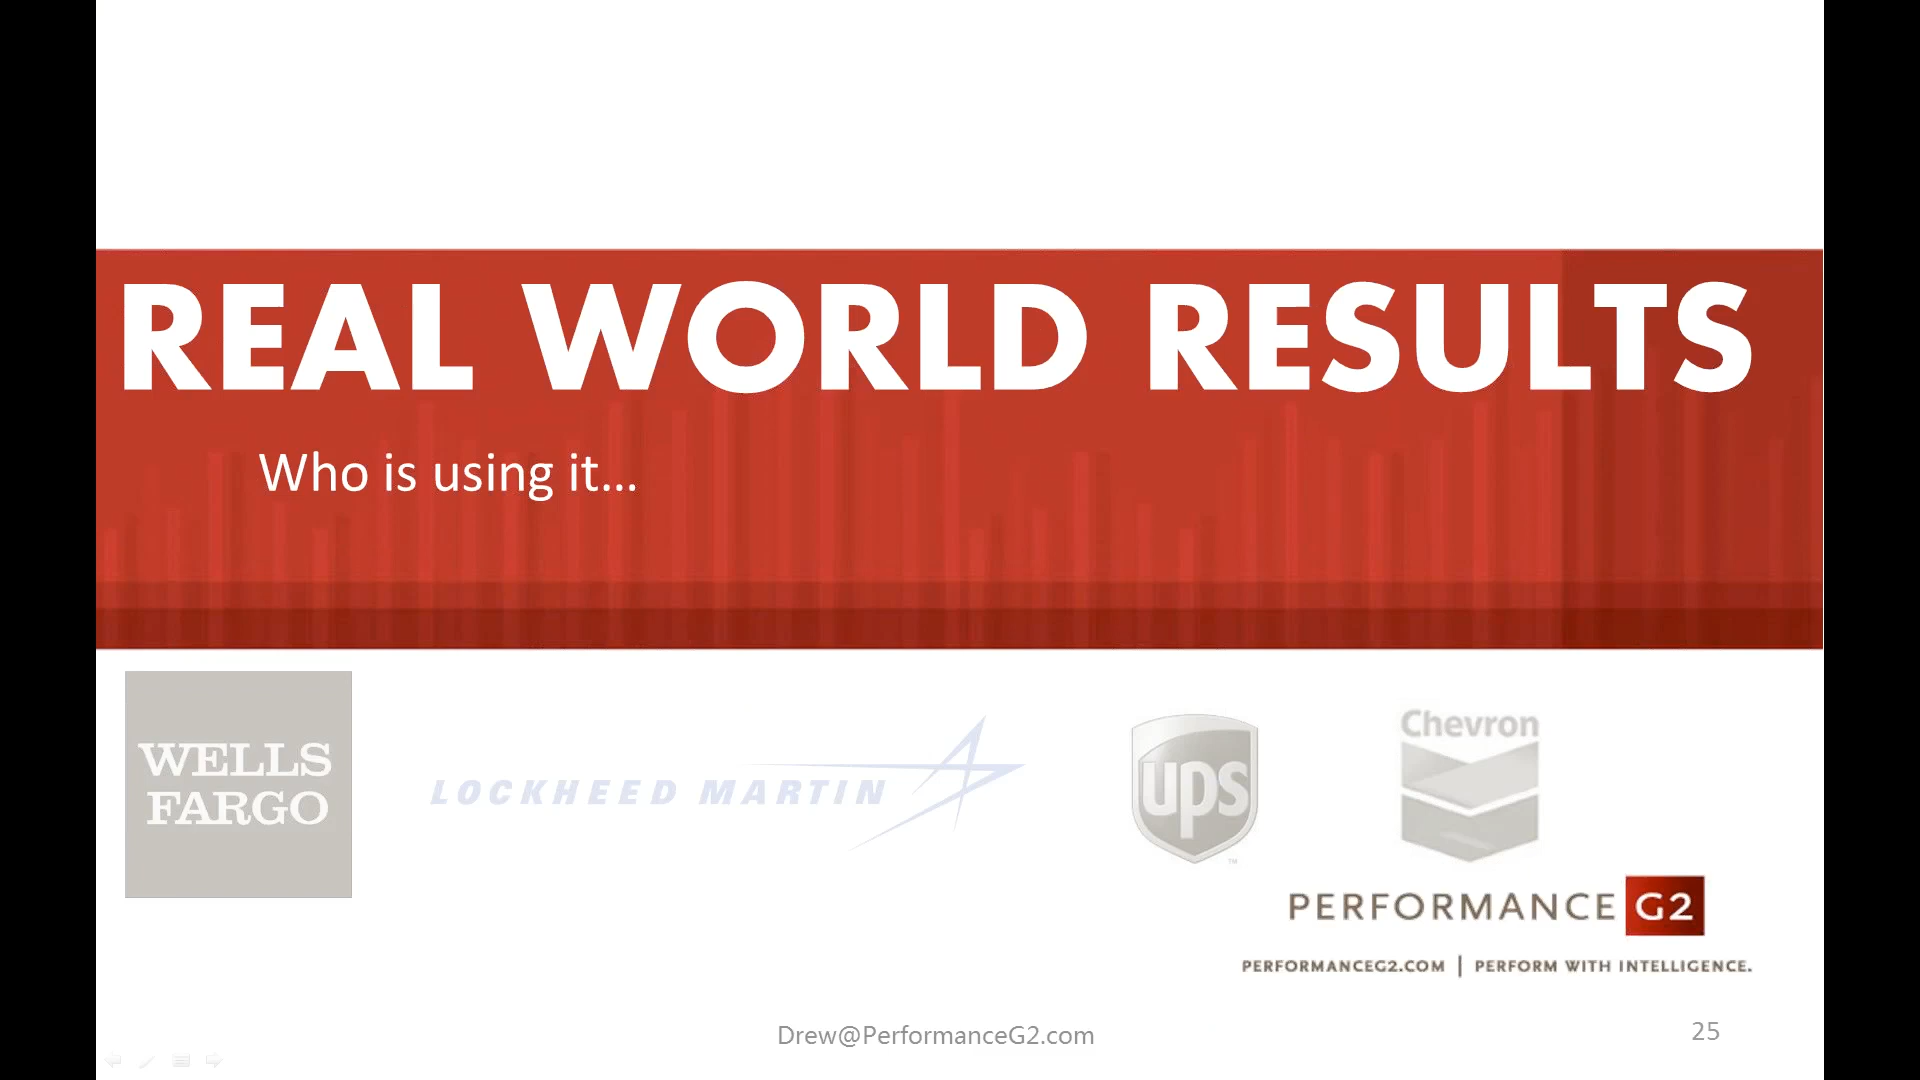 REAL WORLD RESULTS
Who is using it...
WELLS
FARGO
LOCKHEED MARTIN
ups
TM
Chevron
PERFORMANCE G2
PERFORMANCEG2.COM | PERFORM WITH INTELLIGENCE.
Drew@PerformanceG2.com
25